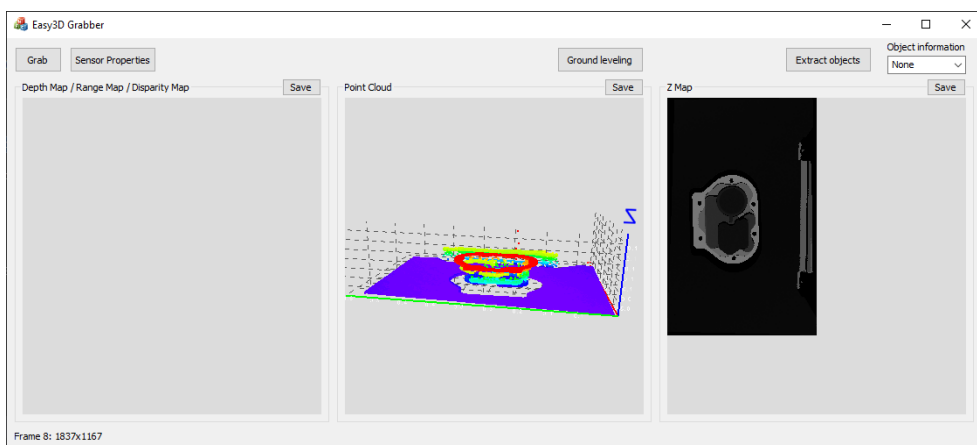 Easy3D Grabber
Grab
Sensor Properties
Ground leveling
Extract objects
Object information
None
Depth Map / Range Map / Disparity Map
Save
Point Cloud
Save
Z Map
Save
Z
Frame 8: 1837x1167